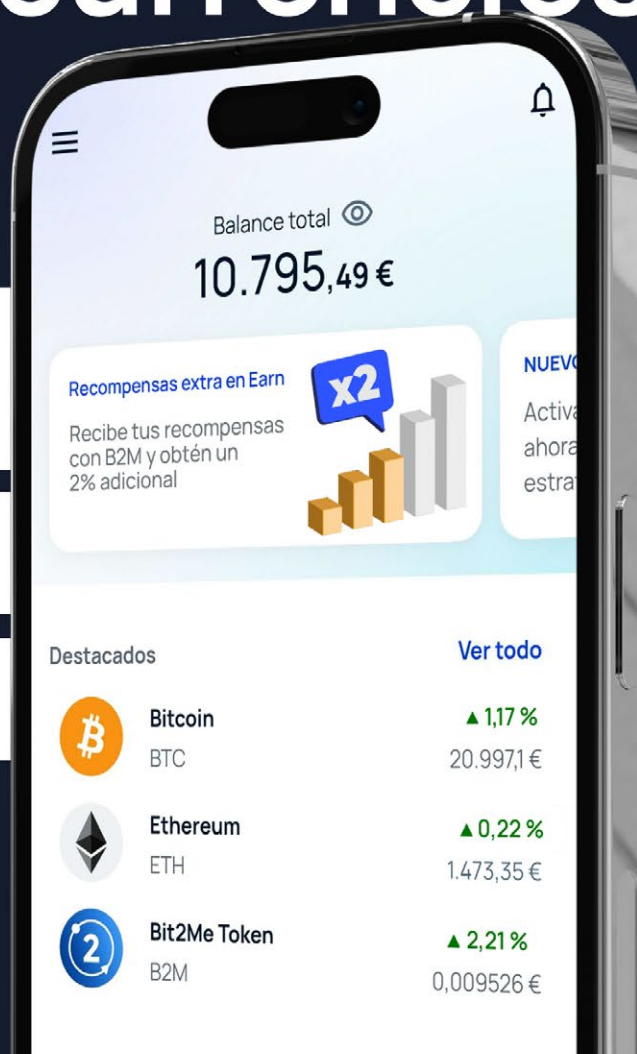 Balance total
10.795,49 €
Recompensas extra en Earn
Recibe tus recompensas
con B2M y obtén un
2% adicional
x2
Activa
ahora
Destacados
Ver todo
Bitcoin
▲ 1,17 %
BTC
20.997,1 €
Ethereum
▲ 0,22 %
ETH
1.473,35 €
Bit2Me Token
▲ 2,21 %
B2M
0,009526 €
2